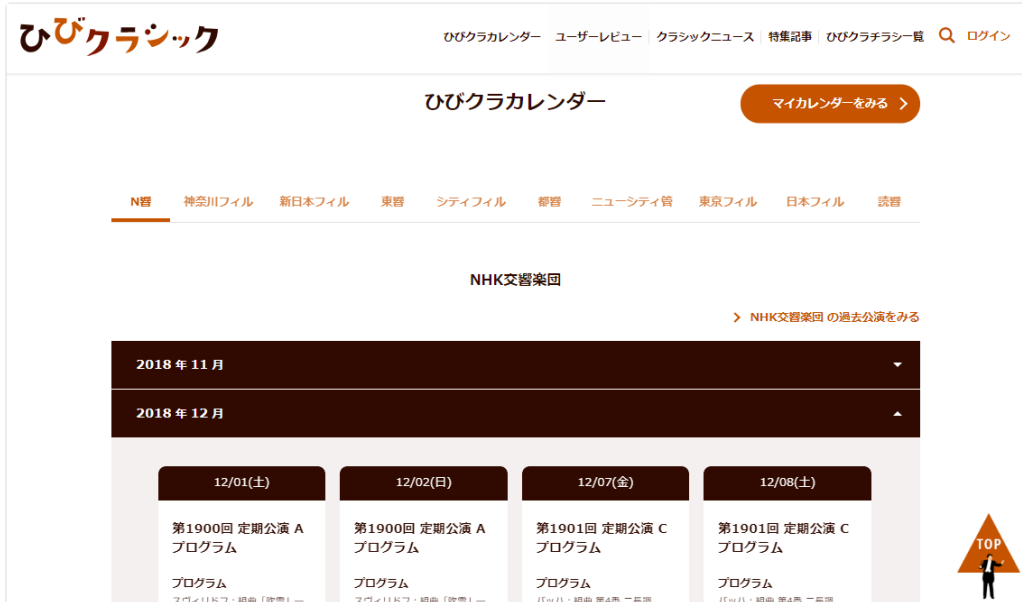 ひびクラシック
ひびクラカレンダー ユーザーレビュー クラシックニュース 特集記事 ひびクラチラシ一覧 ログイン
ひびクラカレンダー
マイカレンダーをみる
N響 神奈川フィル 新日本フィル 東響 シティフィル 都響 ニューシティ管 東京フィル 日本フィル 読響
NHK交響楽団
NHK交響楽団 の過去公演をみる
2018 年 11 月
2018 年 12 月
12/01(土) 12/02(日) 12/07(金) 12/08(土)
第1900回 定期公演 A 第1900回 定期公演 A 第1901回 定期公演 C 第1901回 定期公演 C
プログラム プログラム プログラム プログラム
TOP
プログラム プログラム プログラム プログラム